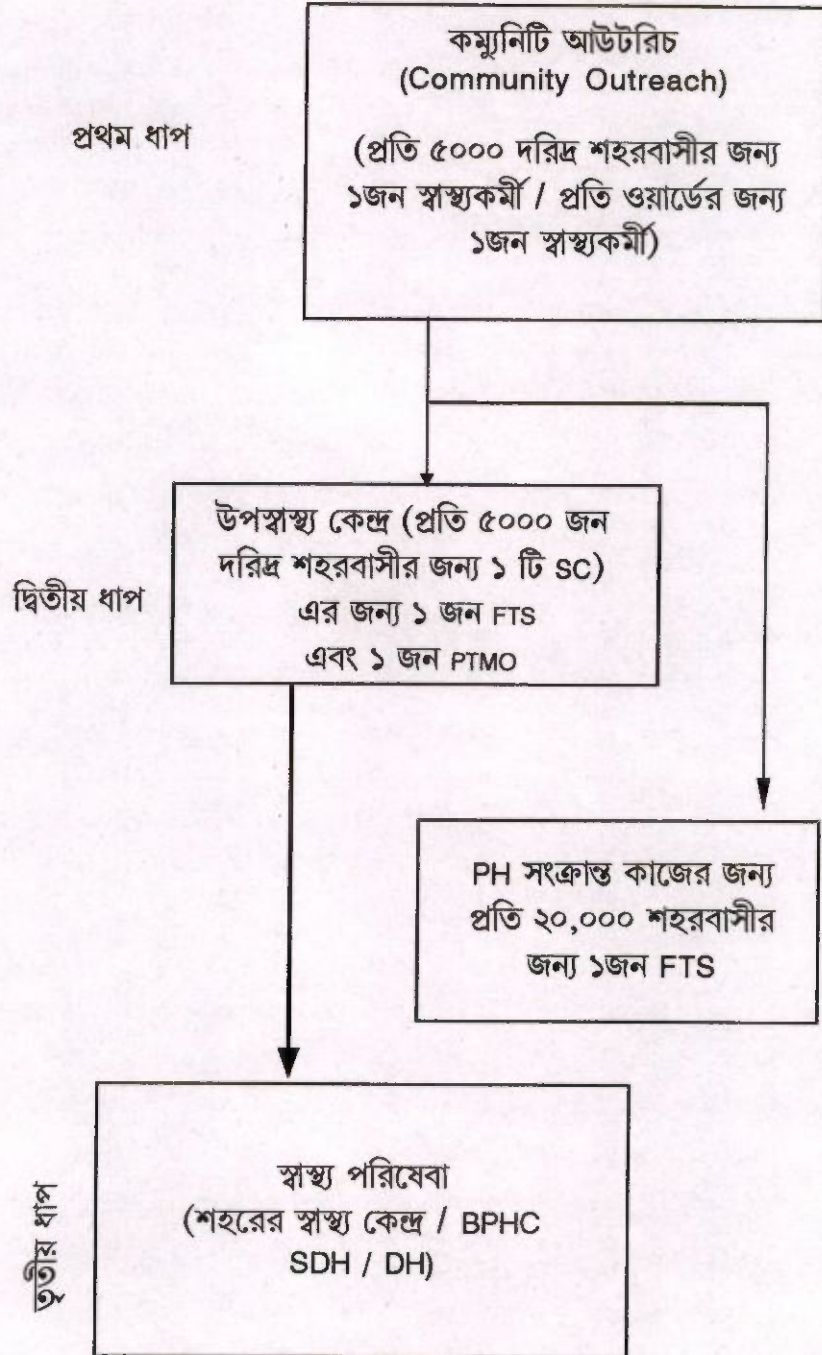 কম্যুনিটি আউটরিচ
(Community Outreach)
প্রথম ধাপ
(প্রতি ৫০০০ দরিদ্র শহরবাসীর জন্য
১জন স্বাস্থ্যকর্মী / প্রতি ওয়ার্ডের জন্য
১জন স্বাস্থ্যকর্মী)
দ্বিতীয় ধাপ
উপস্বাস্থ্য কেন্দ্র (প্রতি ৫০০০ জন
দরিদ্র শহরবাসীর জন্য ১ টি SC)
এর জন্য ১ জন FTS
এবং ১ জন PTMO
PH সংক্রান্ত কাজের জন্য
প্রতি ২০,০০০ শহরবাসীর
জন্য ১জন FTS
তৃতীয় ধাপ
স্বাস্থ্য পরিষেবা
(শহরের স্বাস্থ্য কেন্দ্র / BPHC
SDH / DH)